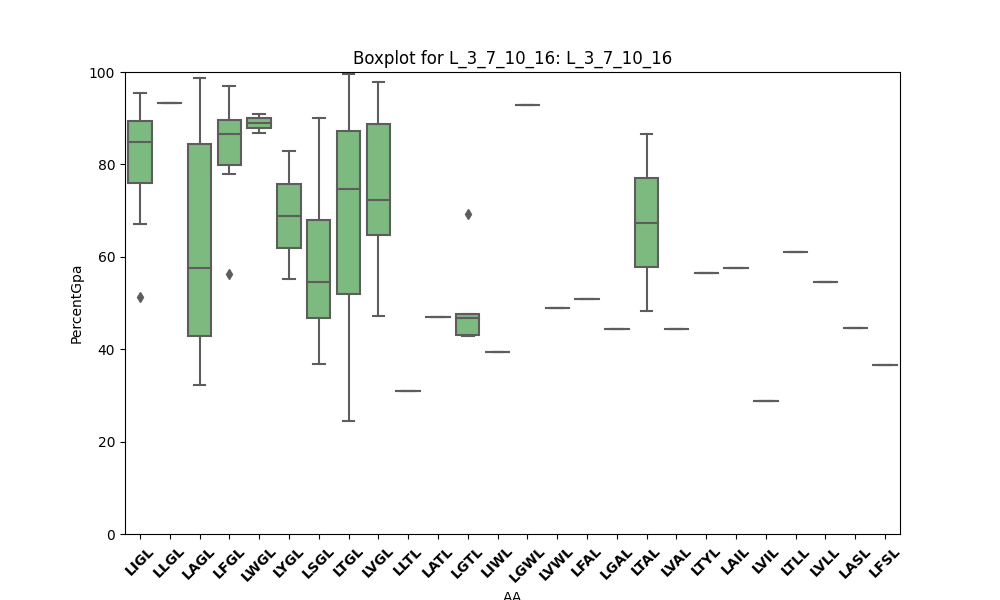 Boxplot for L_3_7_10_16: L_3_7_10_16
100
80
60
40
20
0
PercentGpa
LIGL
LLGL
LAGL
LFGL
LWGL
LYGL
LSGL
LTGL
LVGL
LLTL
LATL
LGTL
LIWL
LGWL
LVWL
LFAL
LGAL
LTAL
LVAL
LTYL
LAIL
LVIL
LTLL
LVLL
LASL
LFSL
AA